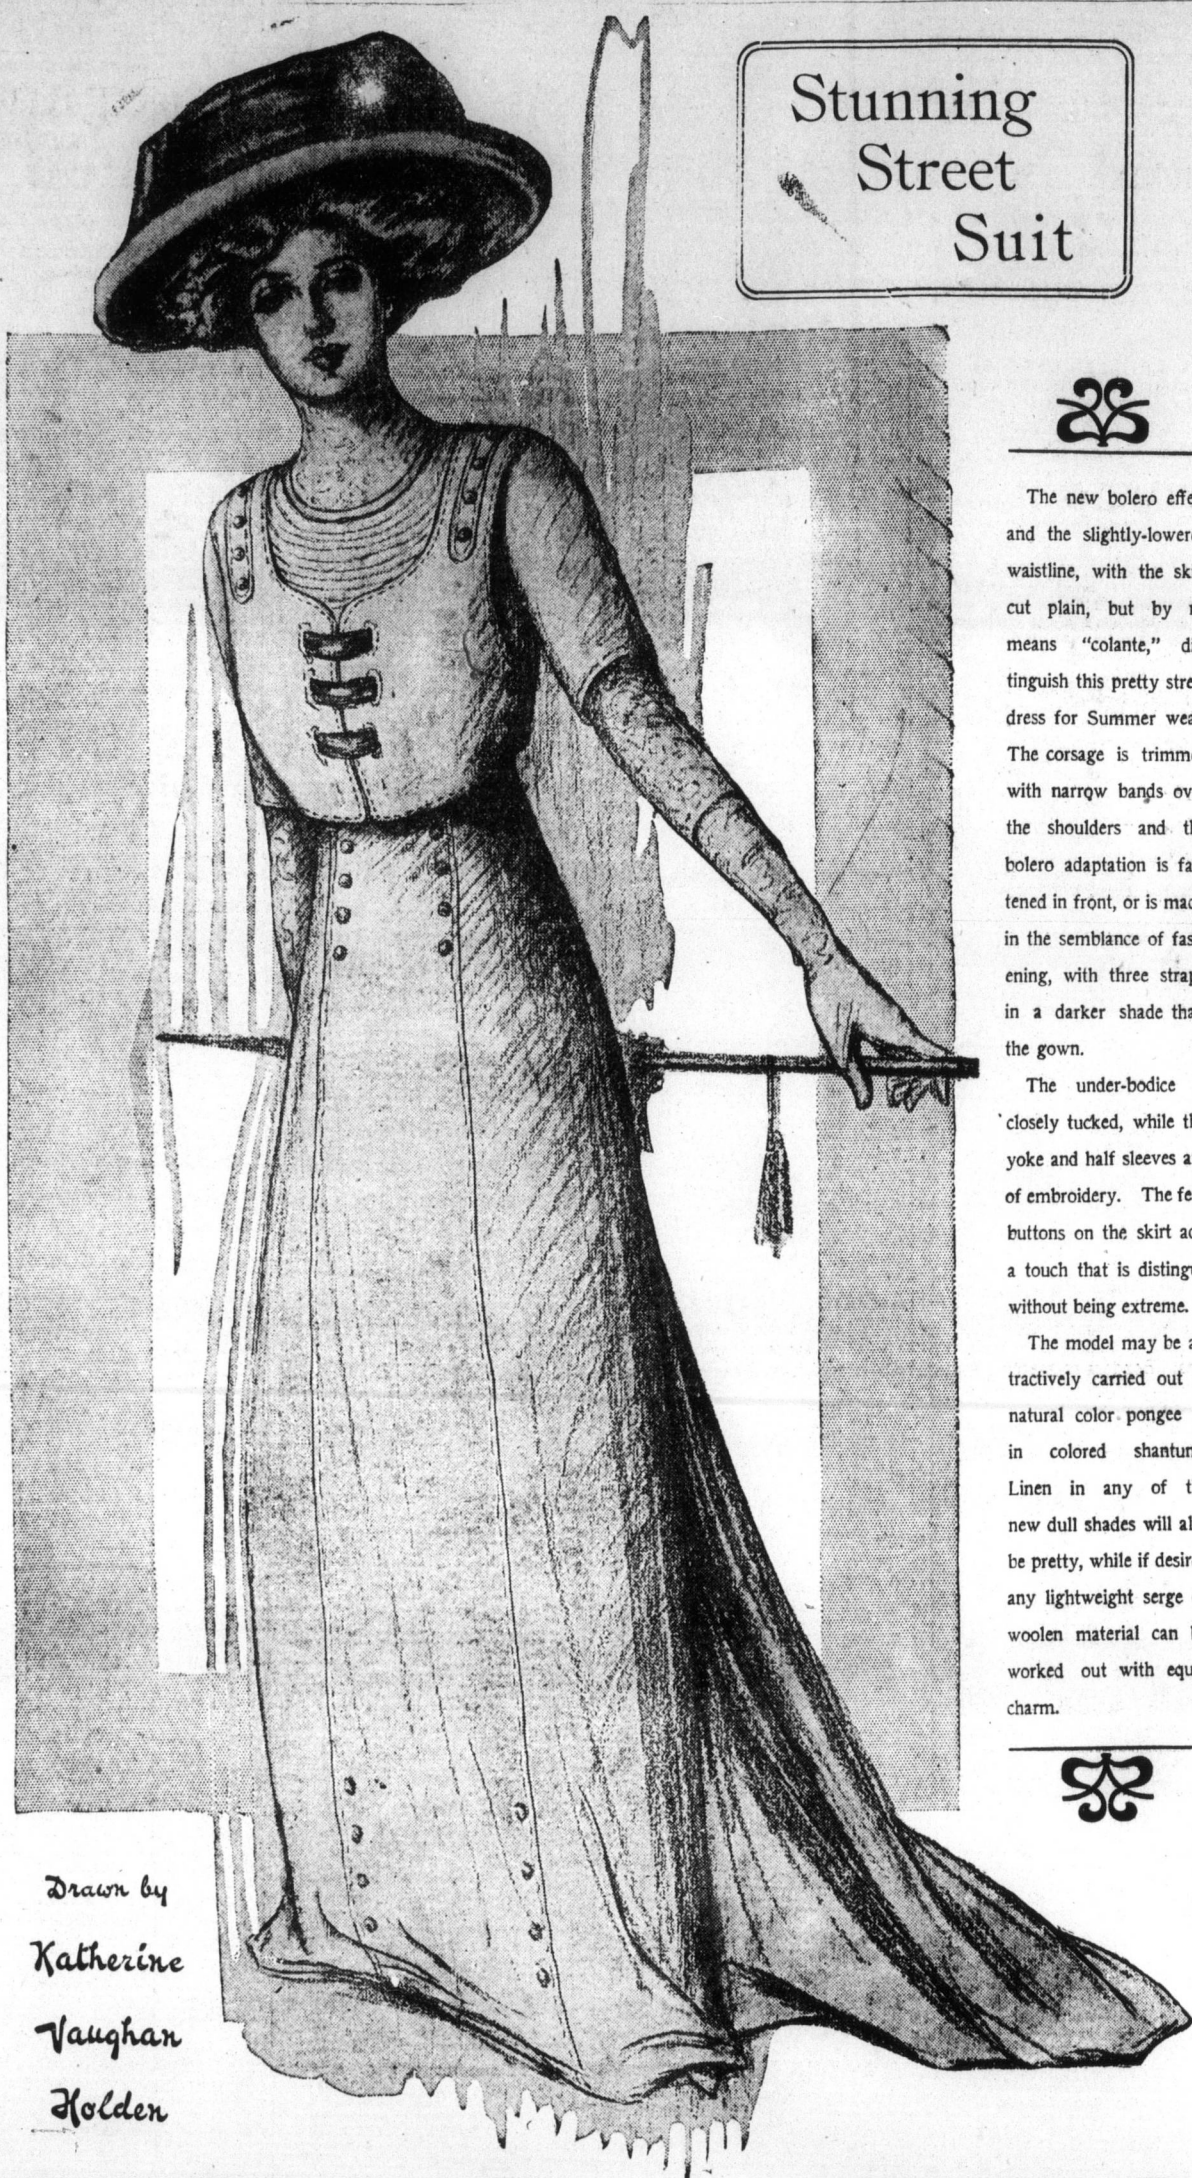 Stunning
Street
Suit
The new bolero effe
and the slightly-lower
waistline, with the sk
cut plain, but by
means "colante," di
tinguish this pretty stre
dress for Summer wea
The corsage is trimm
with narrow bands ov
the shoulders and th
bolero adaptation is fa
tened in front, or is mad
in the semblance of fas
ening, with three strap
in a darker shade tha
the gown.
The under-bodice
closely tucked, while th
yoke and half sleeves a
of embroidery. The fe
buttons on the skirt ad
a touch that is disting
without being extreme.
The model may be a
tractively carried out
natural color pongee
in colored shantun
Linen in any of t
new dull shades will al
be pretty, while if desir
any lightweight serge
woolen material can
worked out with equ
charm.
Drawn by
Katherine
Vaughan
Holden